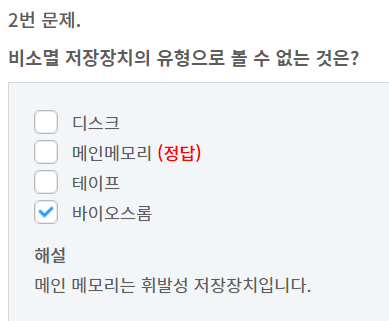 2번 문제.
비소멸 저장장치의 유형으로 볼 수 없는 것은?
디스크
메인메모리 (정답)
테이프
바이오스롬
해설
메인 메모리는 휘발성 저장장치입니다.